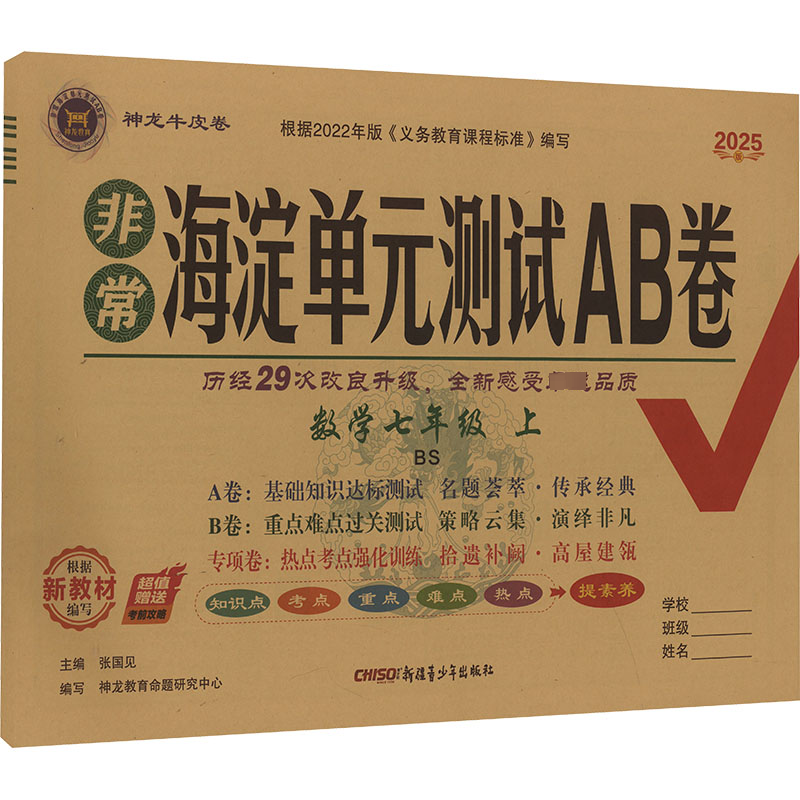 神龙牛皮卷
根据2022年版《义务教育课程标准》编写
2025
版
非常
海淀单元测试AB卷
历经29次改良升级，全新感受品质
数学七年级 上
BS
A卷：基础知识达标测试 名题荟萃·传承经典
B卷：重点难点过关测试 策略云集·演绎非凡
专项卷：热点考点强化训练 拾遗补阙·高屋建瓴
根据
新教材
编写
超值
赠送
考前攻略
知识点 考点 重点 难点 热点 提素养
学校
班级
姓名
主编 张国见
编写 神龙教育命题研究中心
CHISO 新疆青少年出版社